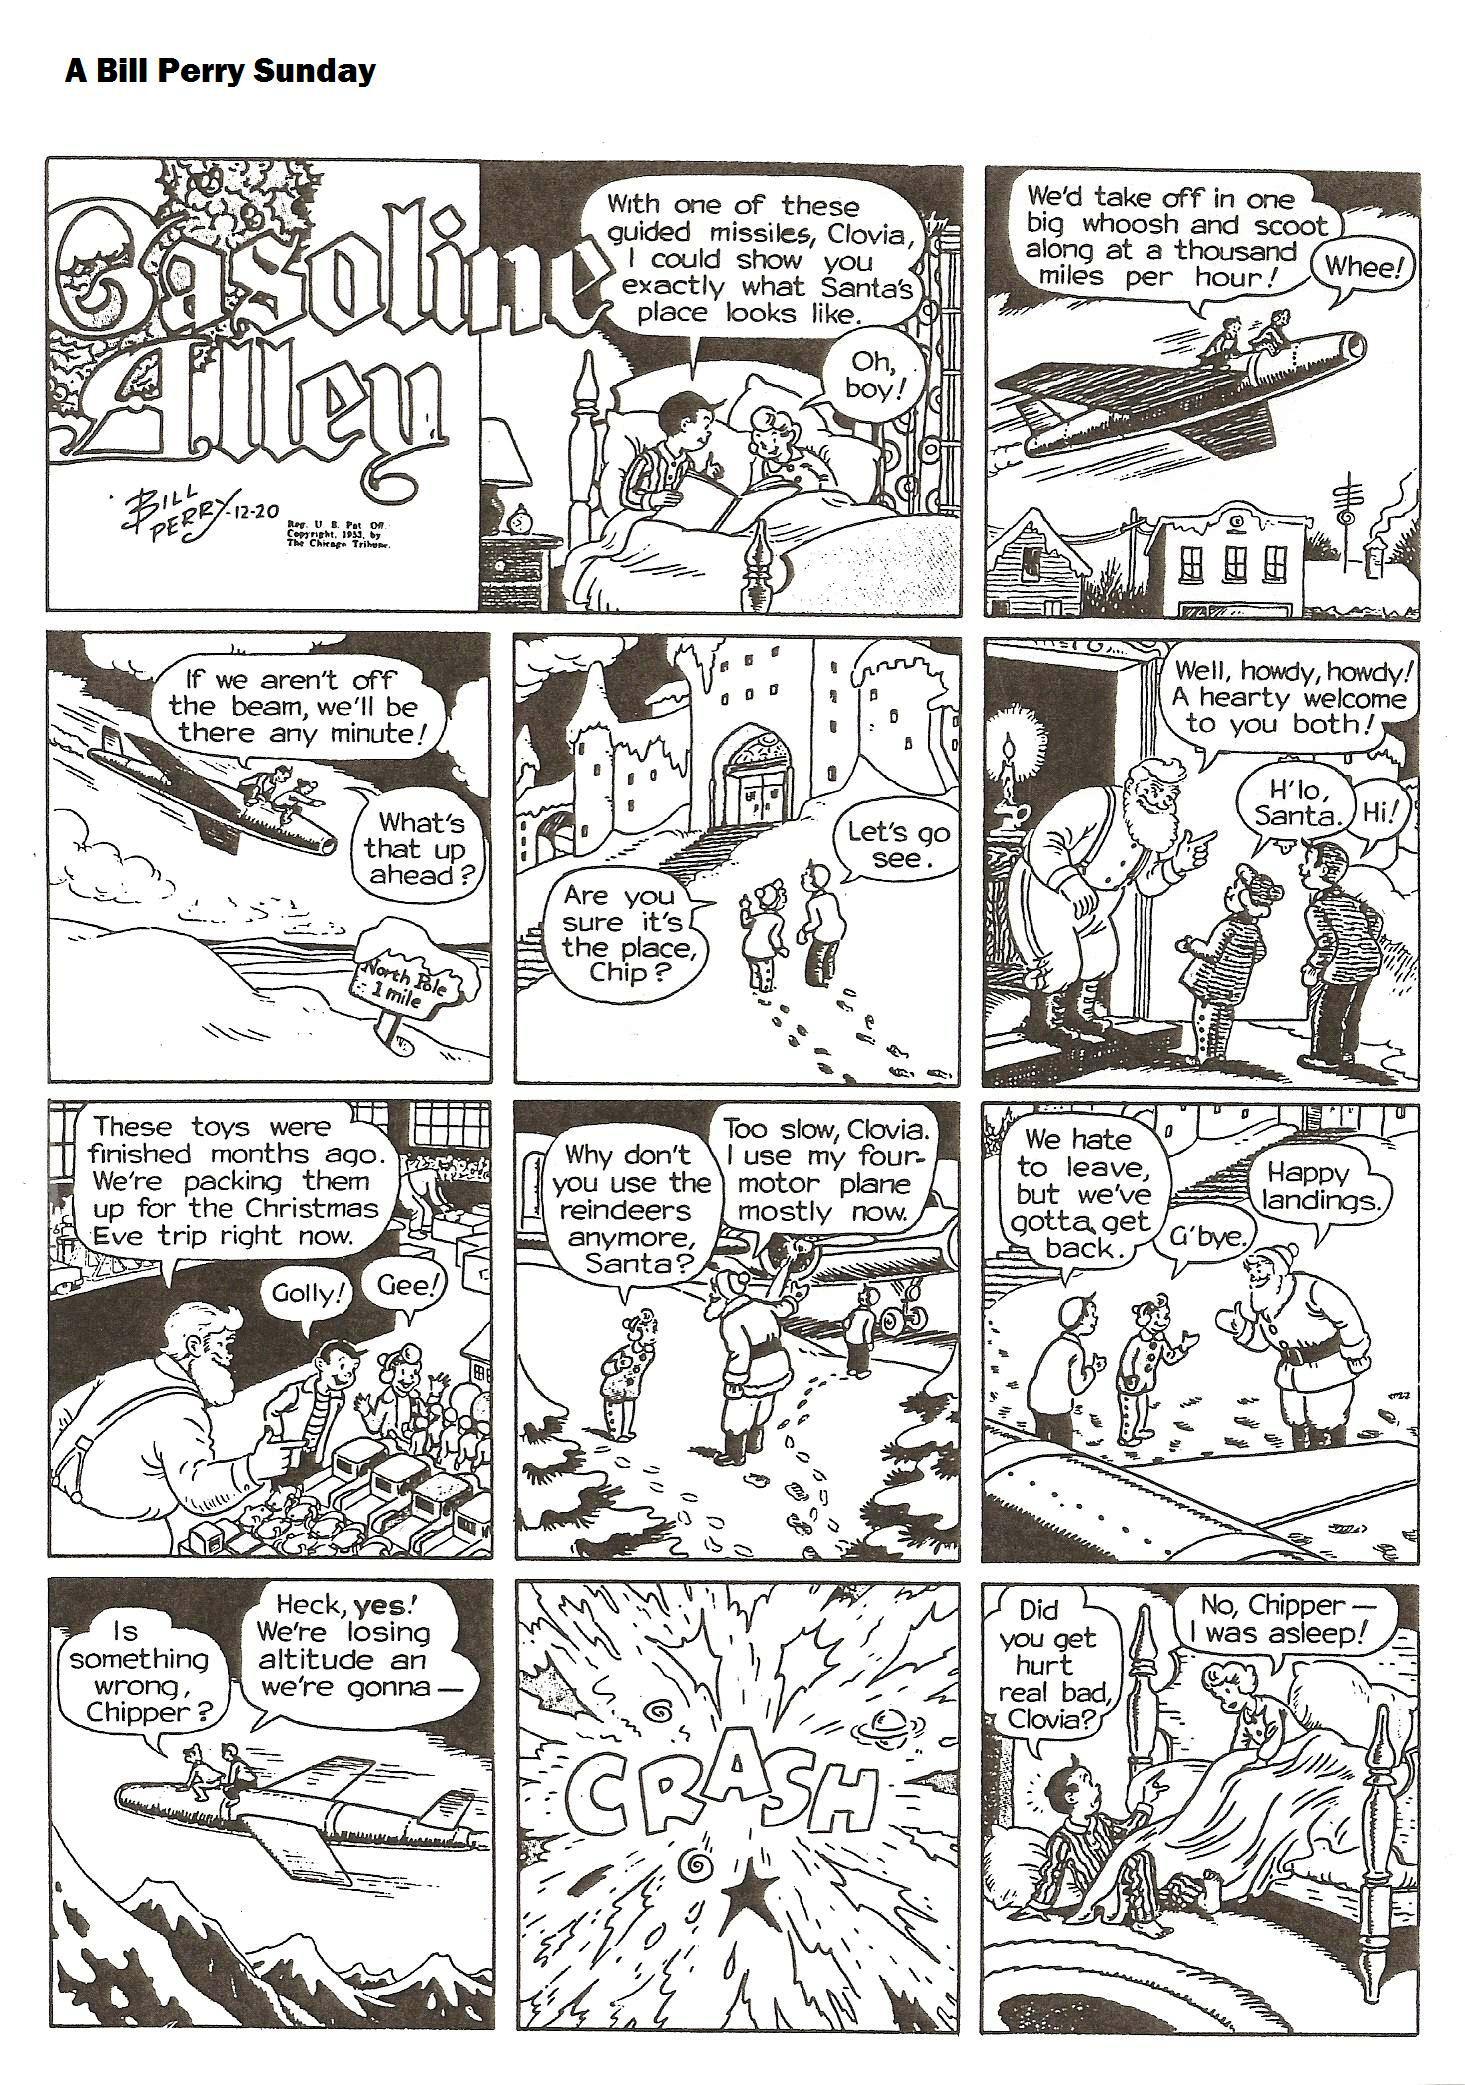 A Bill Perry Sunday
Gasoline
Alley
BILL
PERRY-12-20
Reg. U. S. Pat. Off.
Copyright, 1953, by
The Chicago Tribune.
With one of these
guided missiles, Clovia,
I could show you
exactly what Santa's
place looks like.
Oh,
boy!
We'd take off in one
big whoosh and scoot
along at a thousand
miles per hour!
Whee!
If we aren't off
the beam, we'll be
there any minute!
What's
that up
ahead?
North Pole
1 mile
Are you
sure it's
the place,
Chip?
Let's go
see.
Well, howdy, howdy!
A hearty welcome
to you both!
H'lo,
Santa.
Hi!
These toys were
finished months ago.
We're packing them
up for the Christmas
Eve trip right now.
Golly!
Gee!
Why don't
you use the
reindeers
anymore,
Santa?
Too slow, Clovia.
I use my four-
motor plane
mostly now.
We hate
to leave,
but we've
gotta get
back.
G'bye.
Happy
landings.
Is
something
wrong,
Chipper?
Heck, yes!
We're losing
altitude an
we're gonna—
CRASH
Did
you get
hurt
real bad,
Clovia?
No, Chipper—
I was asleep!